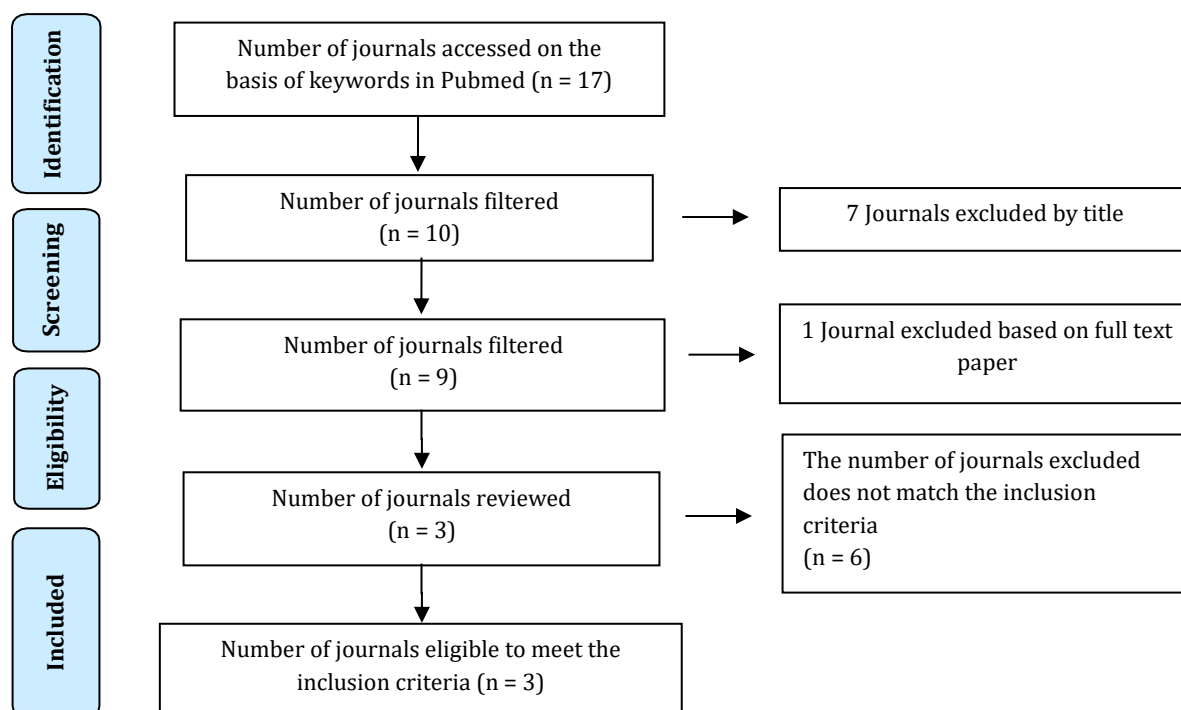 Identification
Number of journals accessed on the
basis of keywords in Pubmed (n = 17)
Number of journals filtered
(n = 10)
7 Journals excluded by title
Screening
Number of journals filtered
(n = 9)
1 Journal excluded based on full text
paper
Eligibility
Number of journals reviewed
(n = 3)
The number of journals excluded
does not match the inclusion
criteria
(n = 6)
Included
Number of journals eligible to meet the
inclusion criteria (n = 3)